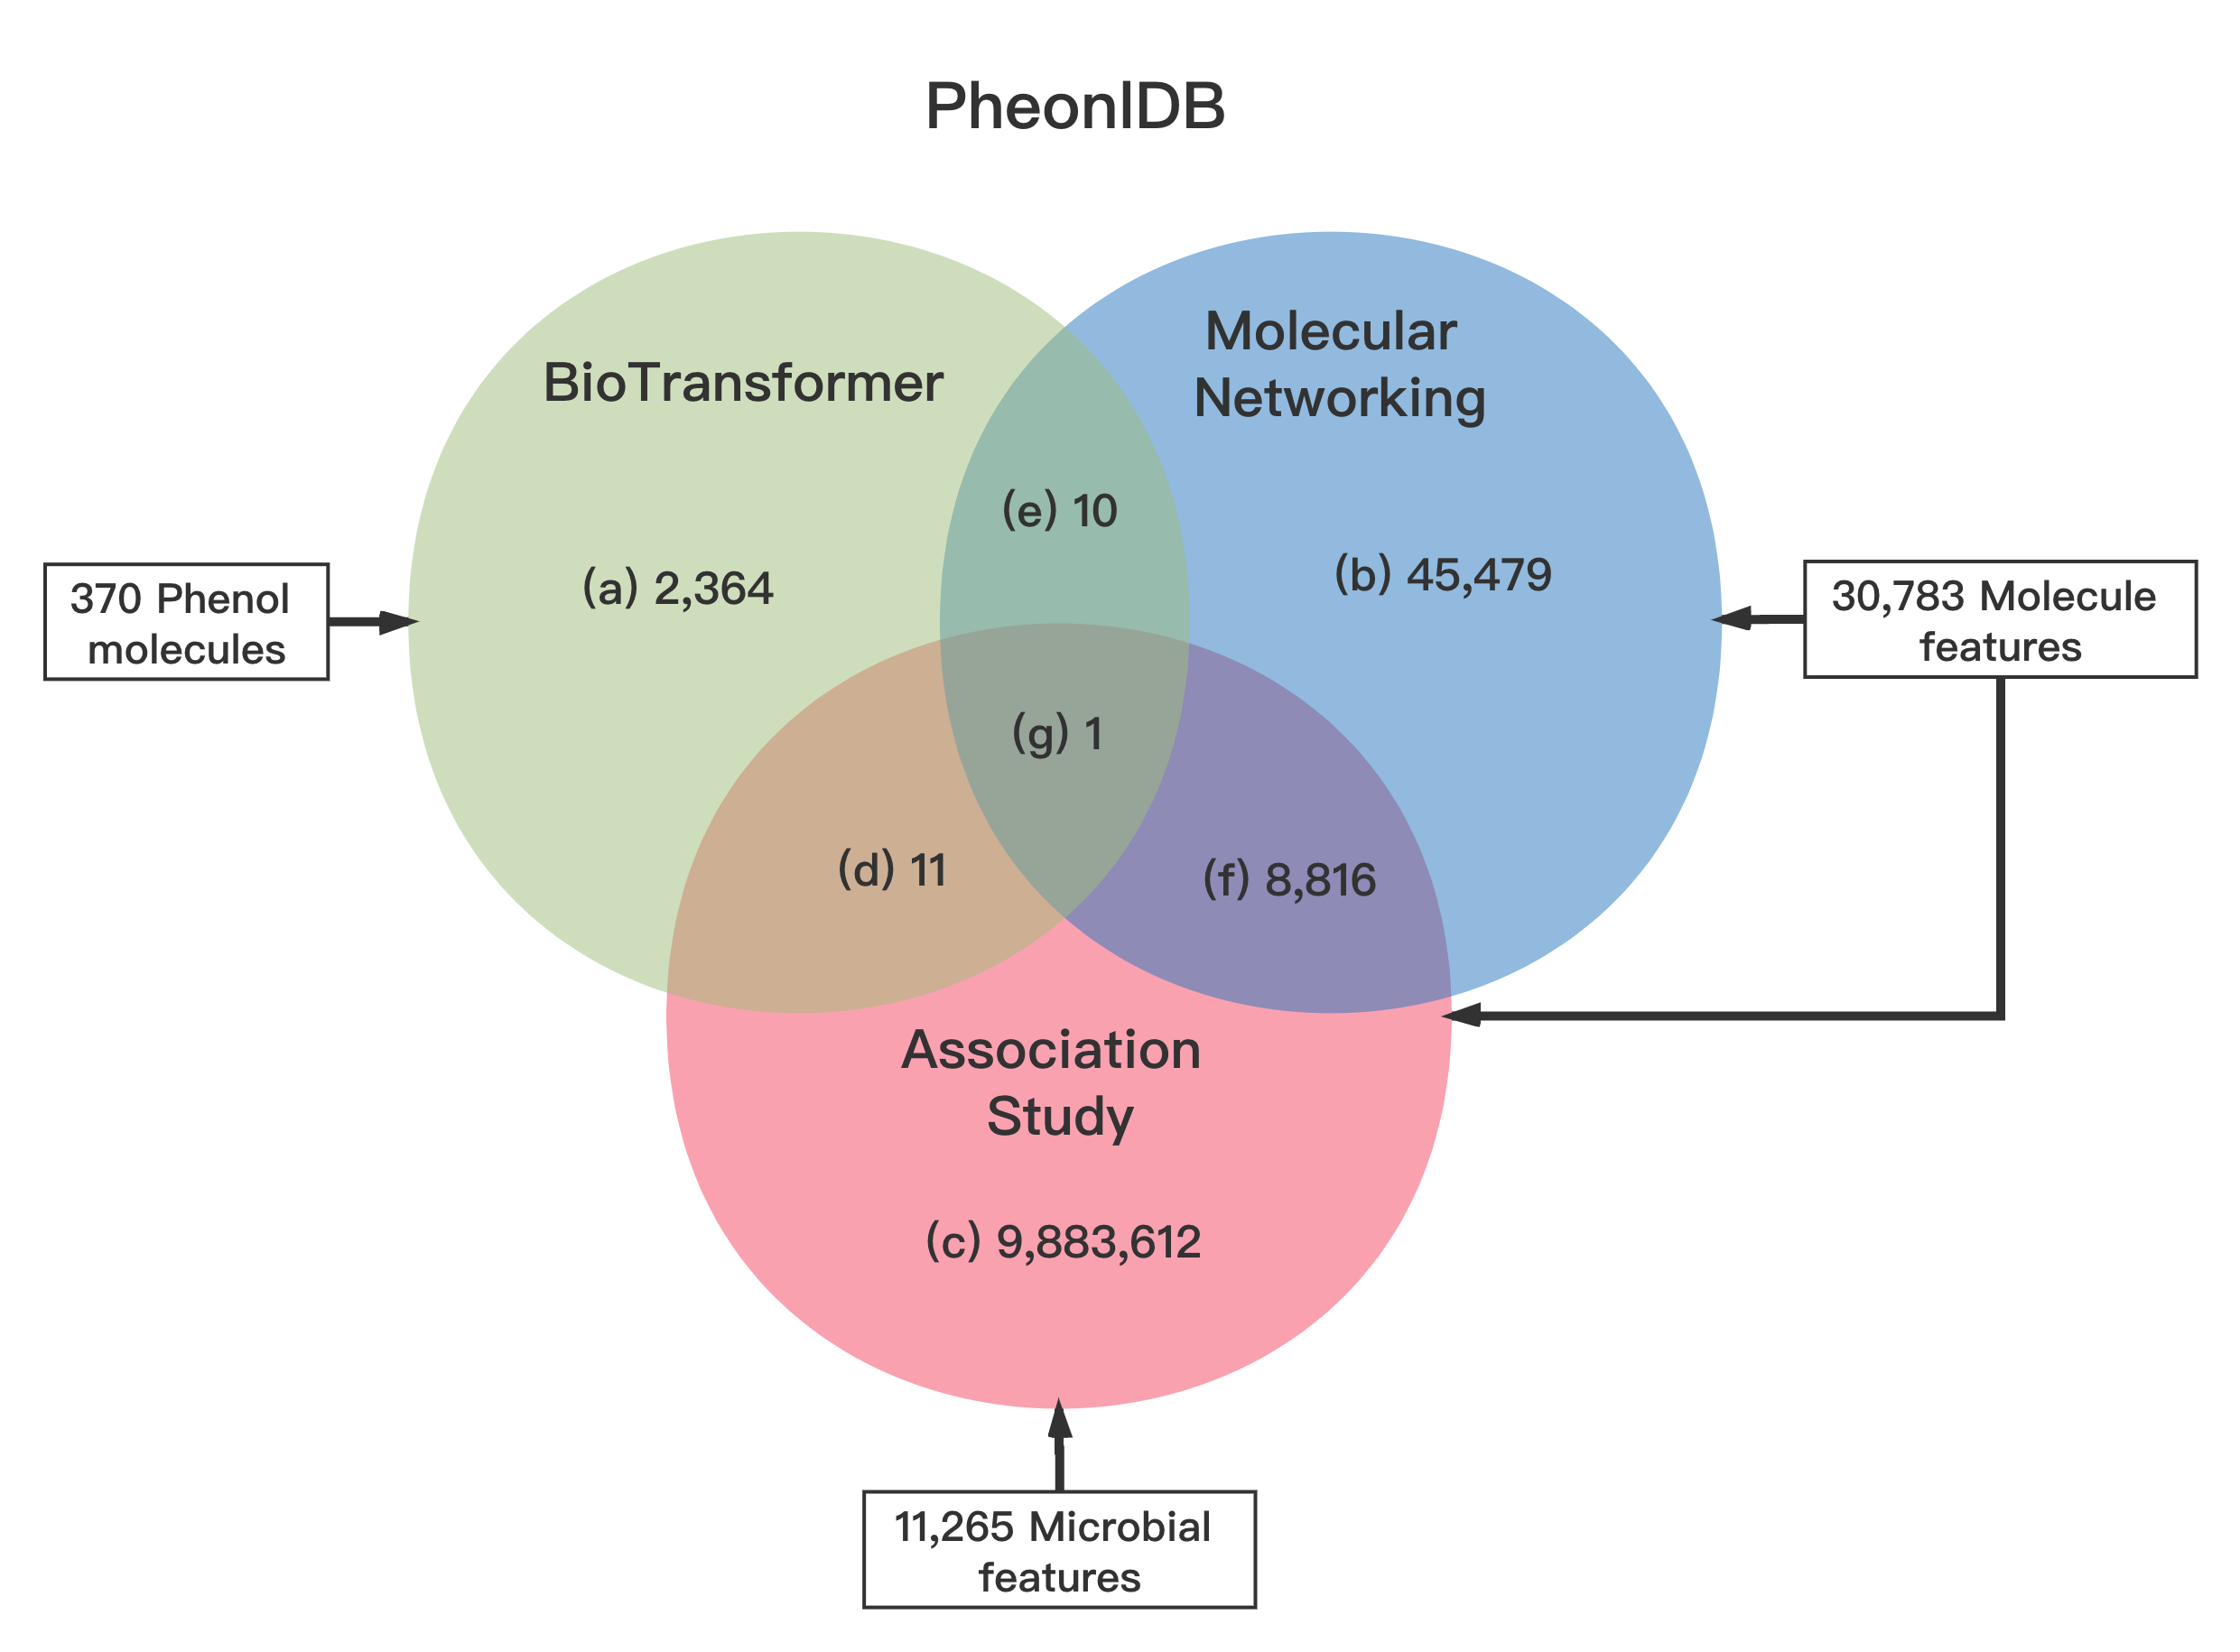 PheonIDB
BioTransformer
Molecular
Networking
(e) 10
(a) 2,364
(b) 45,479
370 Phenol
molecules
30,783 Molecule
features
(g) 1
(d) 11
(f) 8,816
Association
Study
(c) 9,883,612
11,265 Microbial
features